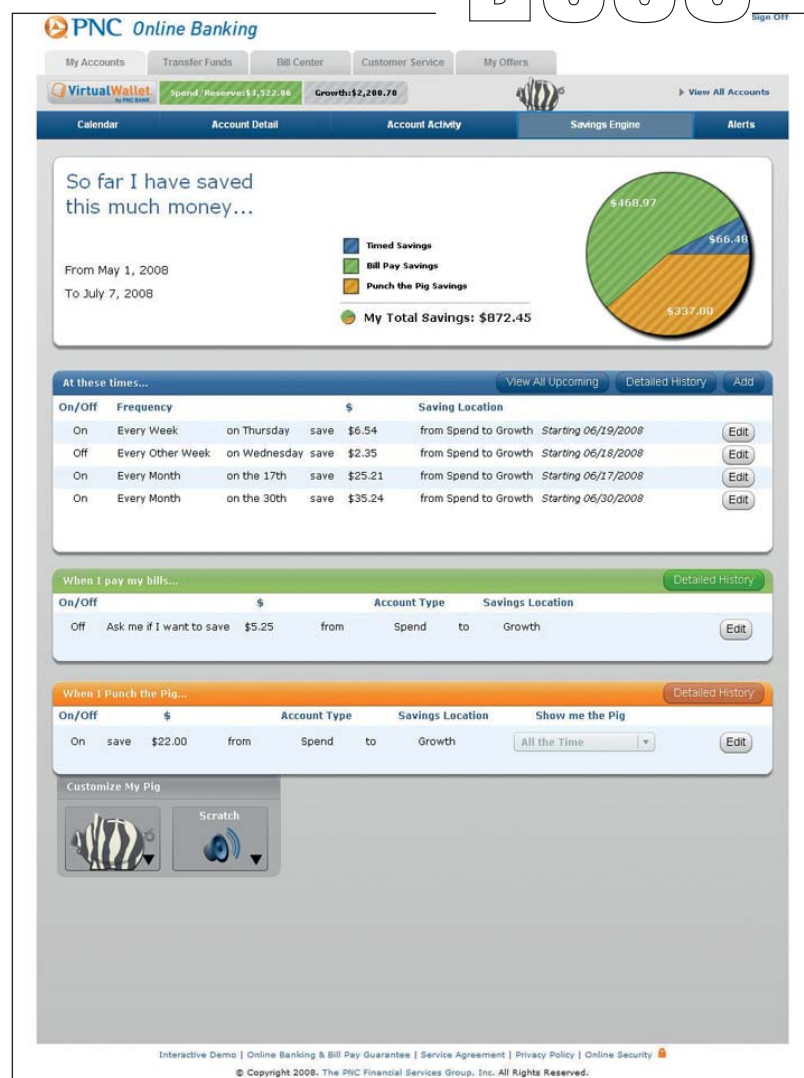 Sign Off
PNC Online Banking
My Accounts Transfer Funds Bill Center Customer Service My Offers
VirtualWallet by PNC BANK Spend/Reserve:$3,522.06 Growth:$2,200.70 View All Accounts
Calendar Account Detail Account Activity Savings Engine Alerts
So far I have saved
this much money...
From May 1, 2008
To July 7, 2008
Timed Savings
Bill Pay Savings
Punch the Pig Savings
My Total Savings: $872.45
$468.97
$66.48
$337.00
At these times... View All Upcoming Detailed History Add
On/Off Frequency $ Saving Location
On Every Week on Thursday save $6.54 from Spend to Growth Starting 06/19/2008 Edit
Off Every Other Week on Wednesday save $2.35 from Spend to Growth Starting 06/18/2008 Edit
On Every Month on the 17th save $25.21 from Spend to Growth Starting 06/17/2008 Edit
On Every Month on the 30th save $35.24 from Spend to Growth Starting 06/30/2008 Edit
When I pay my bills... Detailed History
On/Off $ Account Type Savings Location
Off Ask me if I want to save $5.25 from Spend to Growth Edit
When I Punch the Pig... Detailed History
On/Off $ Account Type Savings Location Show me the Pig
On save $22.00 from Spend to Growth All the Time Edit
Customize My Pig
Scratch
Interactive Demo | Online Banking & Bill Pay Guarantee | Service Agreement | Privacy Policy | Online Security
© Copyright 2008. The PNC Financial Services Group, Inc. All Rights Reserved.